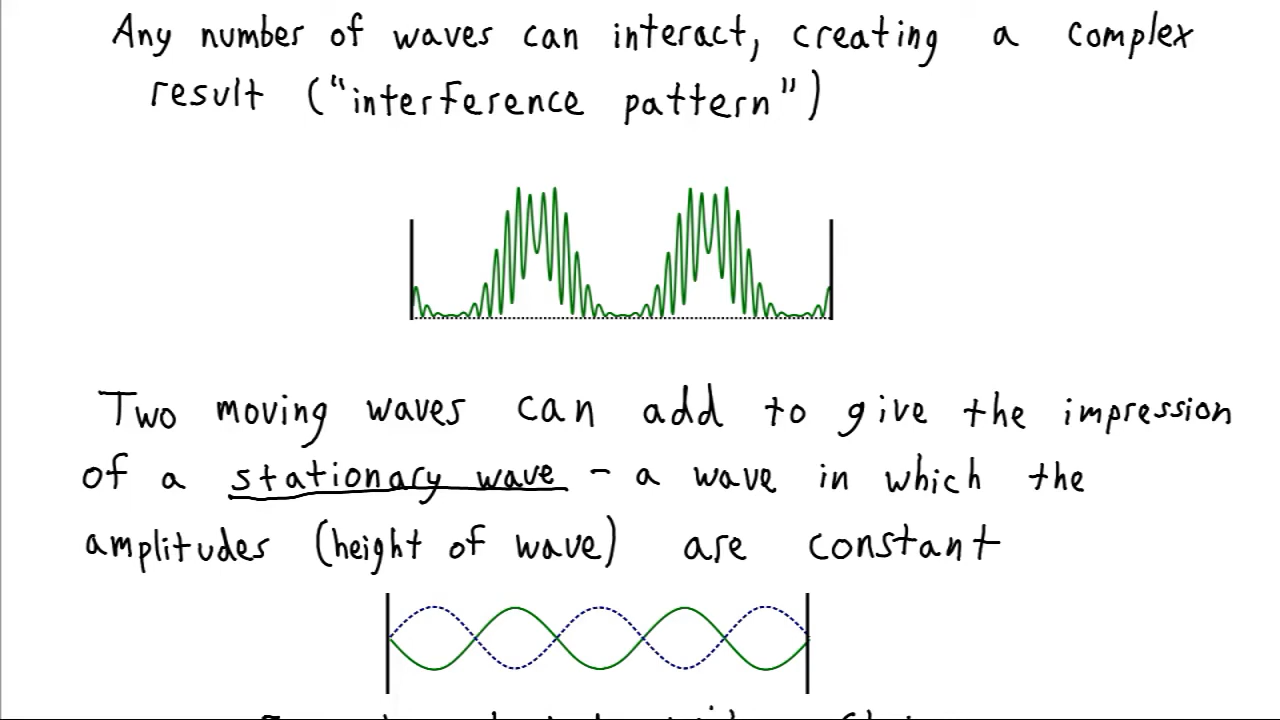 Any number of waves can interact, creating a complex
result ("interference pattern")
Two moving waves can add to give the impression
of a stationary wave - a wave in which the
amplitudes (height of wave) are constant